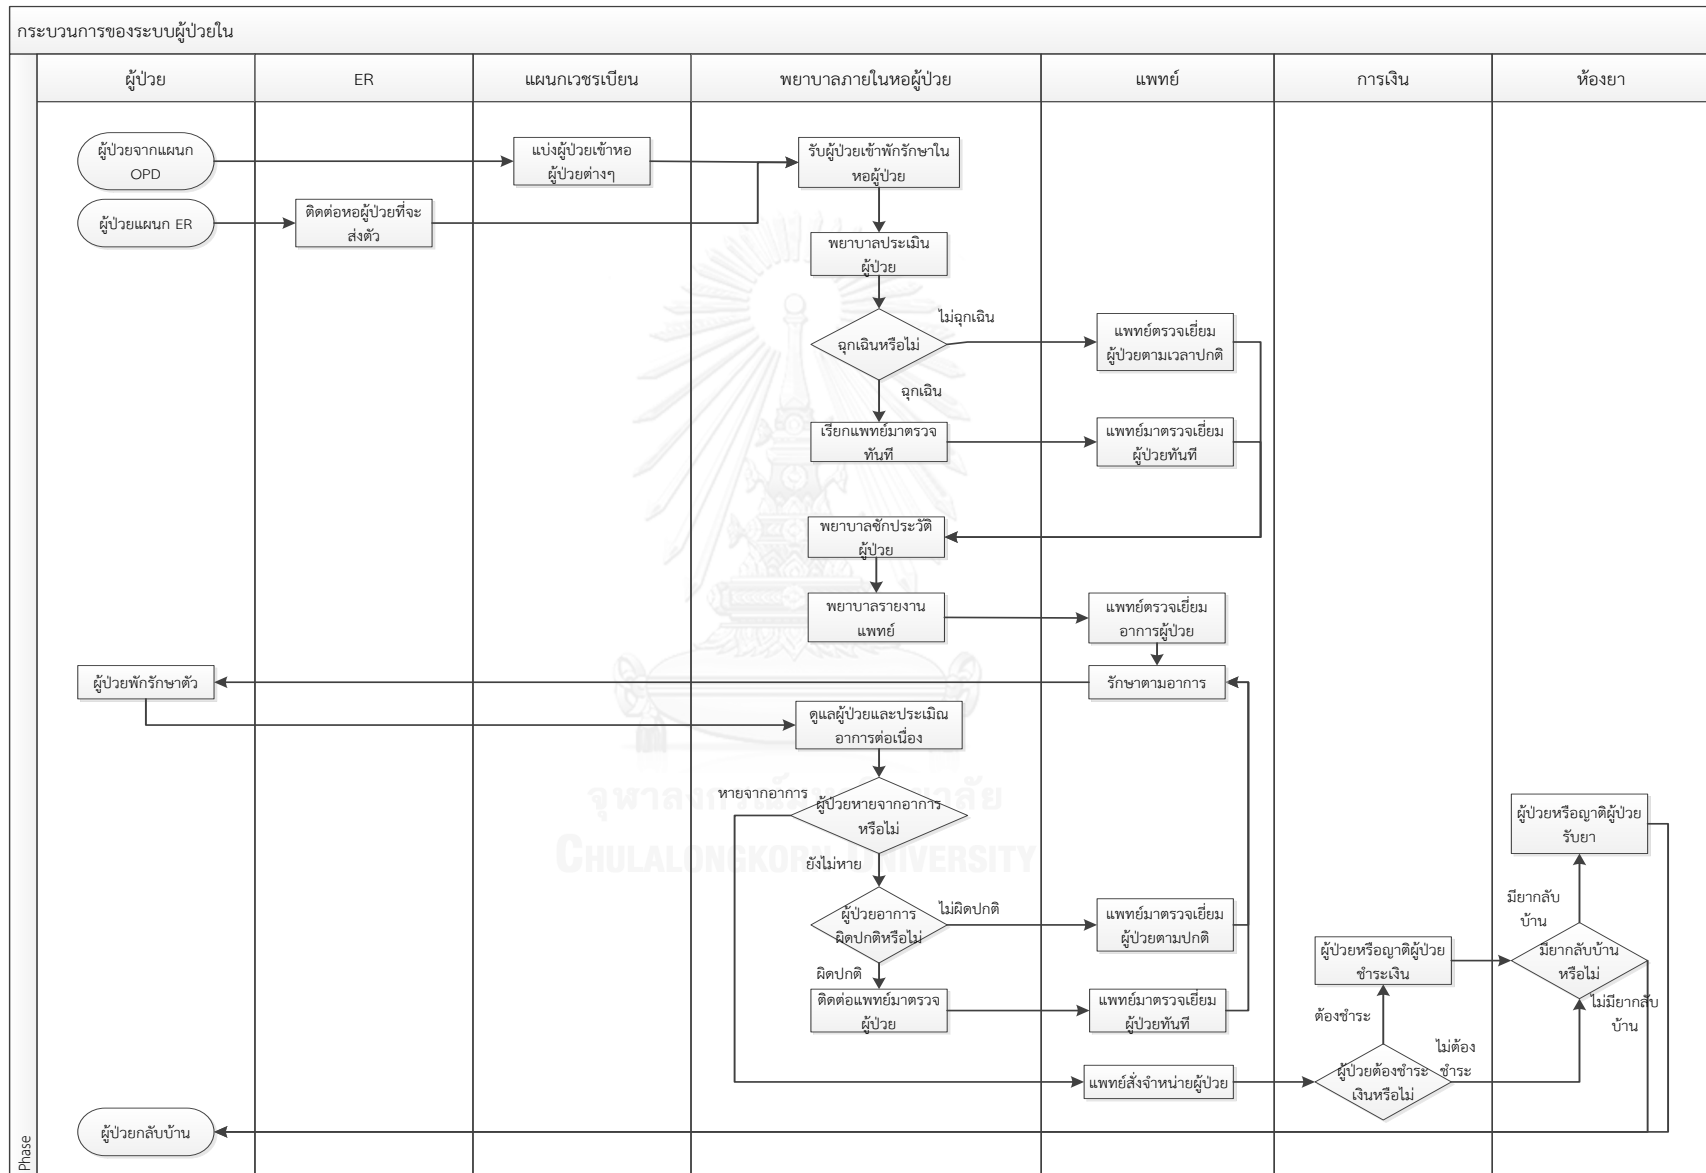 กระบวนการของระบบผู้ป่วยใน
ผู้ป่วย
ER
แผนกเวชระเบียน
พยาบาลภายในหอผู้ป่วย
แพทย์
การเงิน
ห้องยา
ผู้ป่วยจากแผนก
OPD
แบ่งผู้ป่วยเข้าหอ
ผู้ป่วยต่างๆ
รับผู้ป่วยเข้าพักรักษาใน
หอผู้ป่วย
ผู้ป่วยแผนก ER
ติดต่อหอผู้ป่วยที่จะ
ส่งตัว
พยาบาลประเมิน
ผู้ป่วย
ฉุกเฉินหรือไม่
ไม่ฉุกเฉิน
แพทย์ตรวจเยี่ยม
ผู้ป่วยตามเวลาปกติ
ฉุกเฉิน
เรียกแพทย์มาตรวจ
ทันที
แพทย์มาตรวจเยี่ยม
ผู้ป่วยทันที
พยาบาลซักประวัติ
ผู้ป่วย
พยาบาลรายงาน
แพทย์
แพทย์ตรวจเยี่ยม
อาการผู้ป่วย
ผู้ป่วยพักรักษาตัว
รักษาตามอาการ
ดูแลผู้ป่วยและประเมิณ
อาการต่อเนื่อง
จุฬาลงกรณ์มหาวิทยาลัย
CHULALONGKORN UNIVERSITY
หายจากอาการ
ผู้ป่วยหายจากอาการ
หรือไม่
ผู้ป่วยหรือญาติผู้ป่วย
รับยา
ยังไม่หาย
ผู้ป่วยอาการ
ผิดปกติหรือไม่
ไม่ผิดปกติ
แพทย์มาตรวจเยี่ยม
ผู้ป่วยตามปกติ
มียากลับ
บ้าน
ผู้ป่วยหรือญาติผู้ป่วย
ชำระเงิน
มียากลับบ้าน
หรือไม่
ผิดปกติ
ติดต่อแพทย์มาตรวจ
ผู้ป่วย
แพทย์มาตรวจเยี่ยม
ผู้ป่วยทันที
ต้องชำระ
ไม่มียากลับ
บ้าน
แพทย์สั่งจำหน่ายผู้ป่วย
ผู้ป่วยต้องชำระ
เงินหรือไม่
ไม่ต้อง
ชำระ
ผู้ป่วยกลับบ้าน
Phase